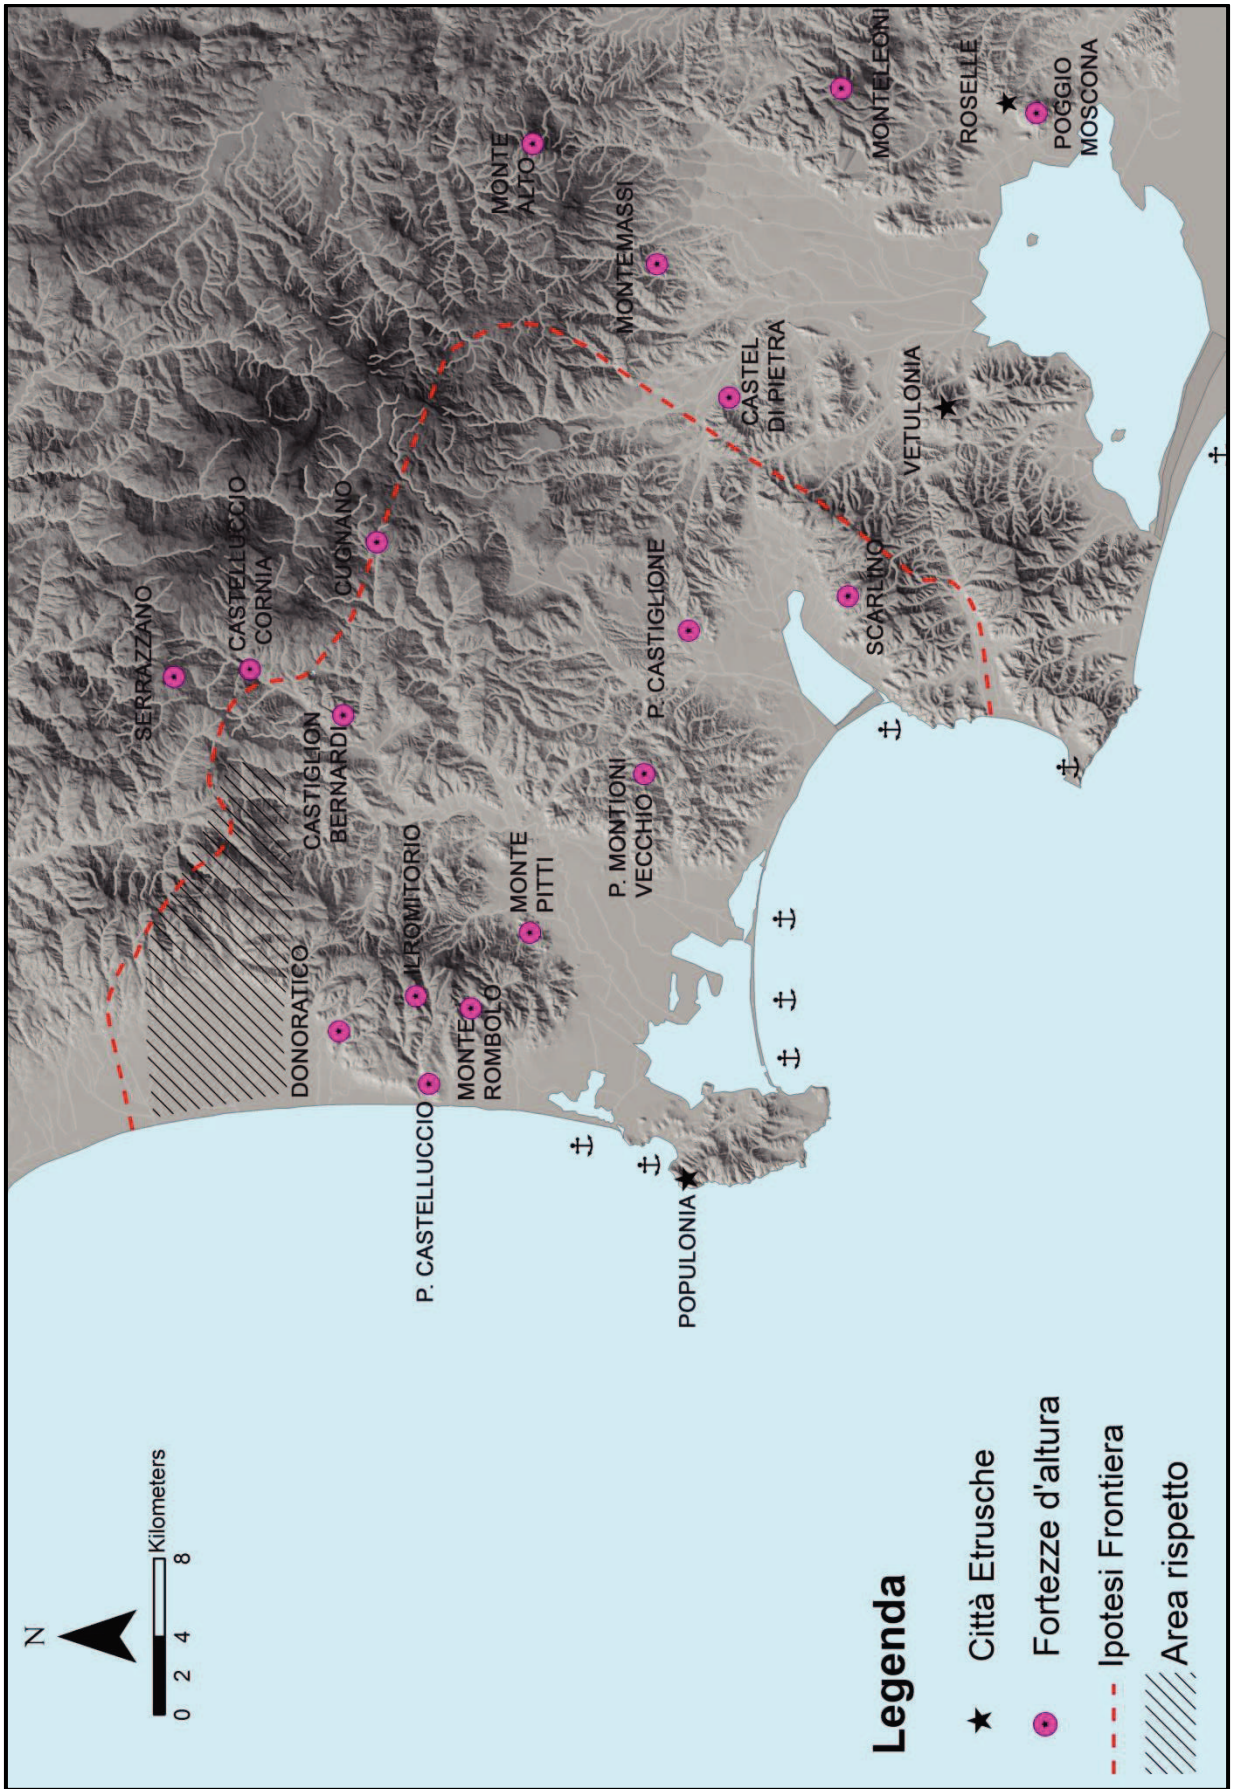 N
Kilometers
0 2 4 8
SERRAZZANO
CASTELLUCCIO
CORNIA
CUGNANO
CASTIGLION
BERNARDI
DONORATICO
ILROMITORIO
P. CASTELLUCCIO
MONTE
ROMBOLO
MONTE
PITTI
MONTE
ALTO
MONTEMASSI
P. MONTIONI
VECCHIO
P. CASTIGLIONE
CASTEL
DI PIETRA
POPULONIA
SCARLINO
VETULONIA
MONTELEONI
ROSELLE
POGGIO
MOSCONA
Legenda
Città Etrusche
Fortezze d'altura
Ipotesi Frontiera
Area rispetto